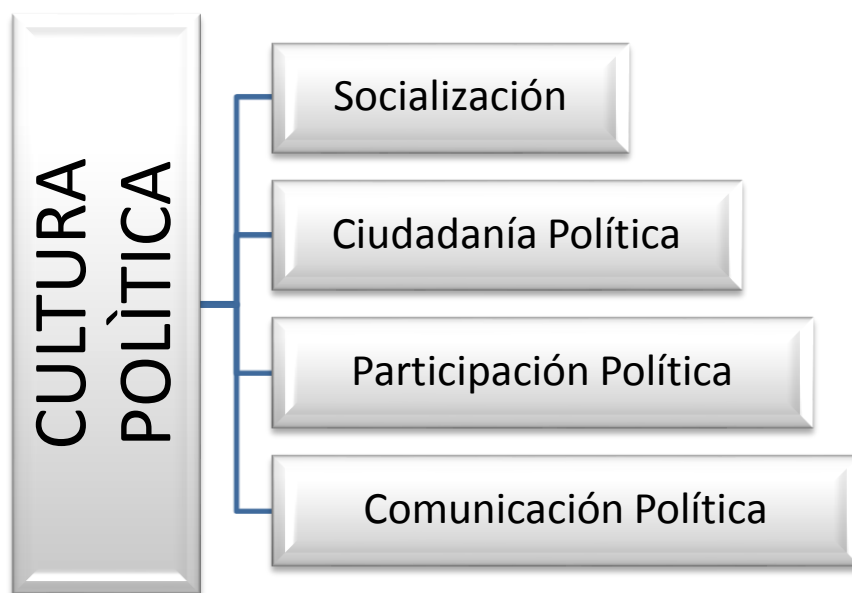 CULTURA
POLÌTICA
Socialización
Ciudadanía Política
Participación Política
Comunicación Política